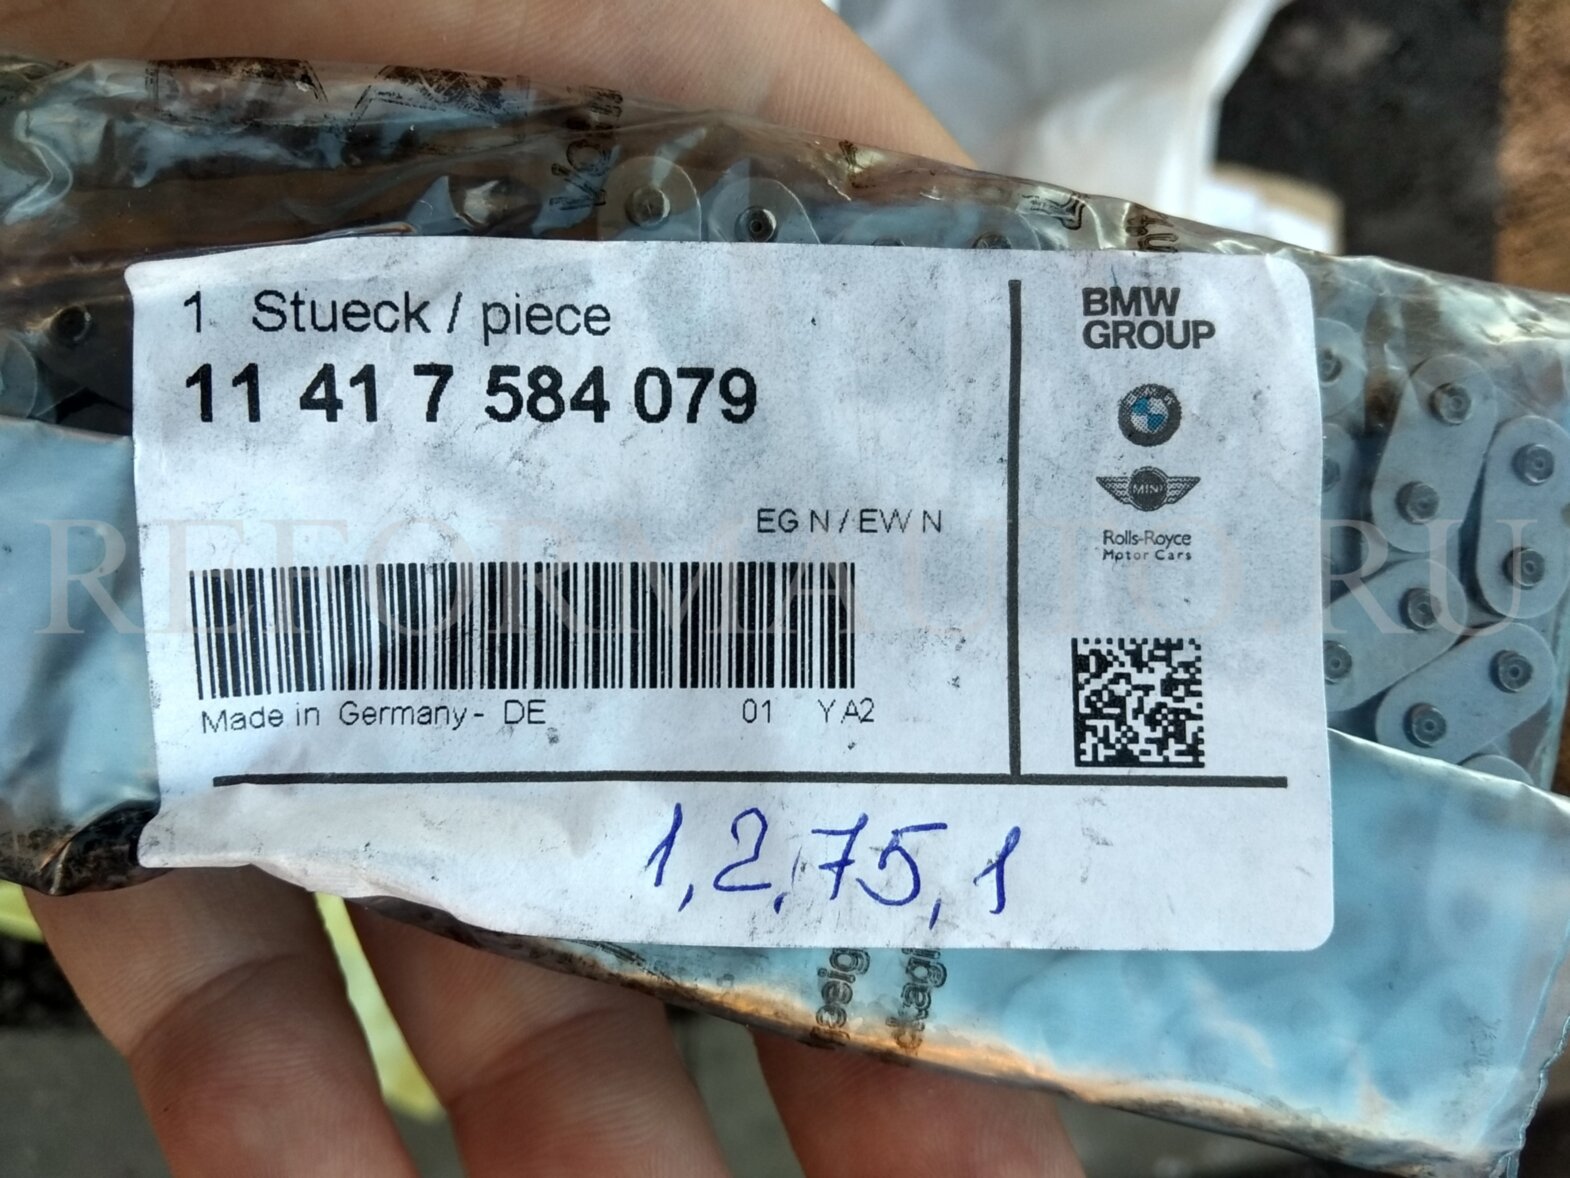 1 Stueck / piece
11 41 7 584 079
EG N / EW N
Made in Germany - DE 01 YA2
BMW
GROUP
MINI
Rolls-Royce
Motor Cars
1,2,75,1
REFORMAUTO.RU